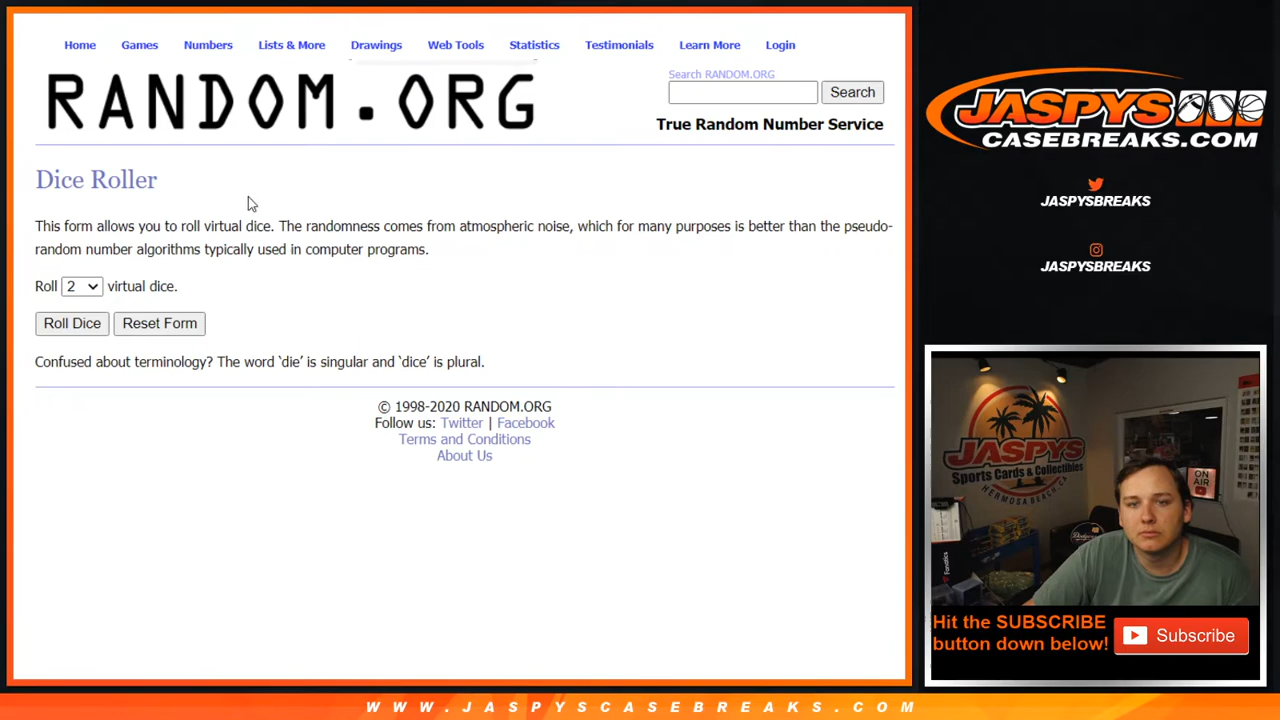 Home Games Numbers Lists & More Drawings Web Tools Statistics Testimonials Learn More Login
RANDOM.ORG
Search RANDOM.ORG
Search
True Random Number Service
Dice Roller
This form allows you to roll virtual dice. The randomness comes from atmospheric noise, which for many purposes is better than the pseudo-
random number algorithms typically used in computer programs.
Roll 2 virtual dice.
Roll Dice Reset Form
Confused about terminology? The word ‘die’ is singular and ‘dice’ is plural.
© 1998-2020 RANDOM.ORG
Follow us: Twitter | Facebook
Terms and Conditions
About Us
JASPYS
CASEBREAKS.COM
JASPYSBREAKS
JASPYSBREAKS
JASPYS
Sports Cards & Collectibles
HERMOSA BEACH, CA
ON
AIR
Dodgers
Fanatics
Hit the SUBSCRIBE
button down below!
Subscribe
WWW.JASPYSCASEBREAKS.COM